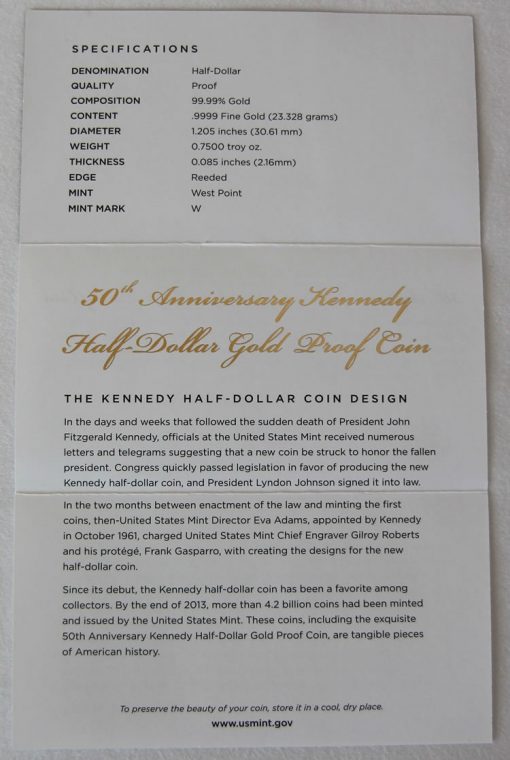 SPECIFICATIONS
DENOMINATION Half-Dollar
QUALITY Proof
COMPOSITION 99.99% Gold
CONTENT .9999 Fine Gold (23.328 grams)
DIAMETER 1.205 inches (30.61 mm)
WEIGHT 0.7500 troy oz.
THICKNESS 0.085 inches (2.16mm)
EDGE Reeded
MINT West Point
MINT MARK W
50th Anniversary Kennedy
Half-Dollar Gold Proof Coin
THE KENNEDY HALF-DOLLAR COIN DESIGN
In the days and weeks that followed the sudden death of President John
Fitzgerald Kennedy, officials at the United States Mint received numerous
letters and telegrams suggesting that a new coin be struck to honor the fallen
president. Congress quickly passed legislation in favor of producing the new
Kennedy half-dollar coin, and President Lyndon Johnson signed it into law.
In the two months between enactment of the law and minting the first
coins, then-United States Mint Director Eva Adams, appointed by Kennedy
in October 1961, charged United States Mint Chief Engraver Gilroy Roberts
and his protégé, Frank Gasparro, with creating the designs for the new
half-dollar coin.
Since its debut, the Kennedy half-dollar coin has been a favorite among
collectors. By the end of 2013, more than 4.2 billion coins had been minted
and issued by the United States Mint. These coins, including the exquisite
50th Anniversary Kennedy Half-Dollar Gold Proof Coin, are tangible pieces
of American history.
To preserve the beauty of your coin, store it in a cool, dry place.
www.usmint.gov